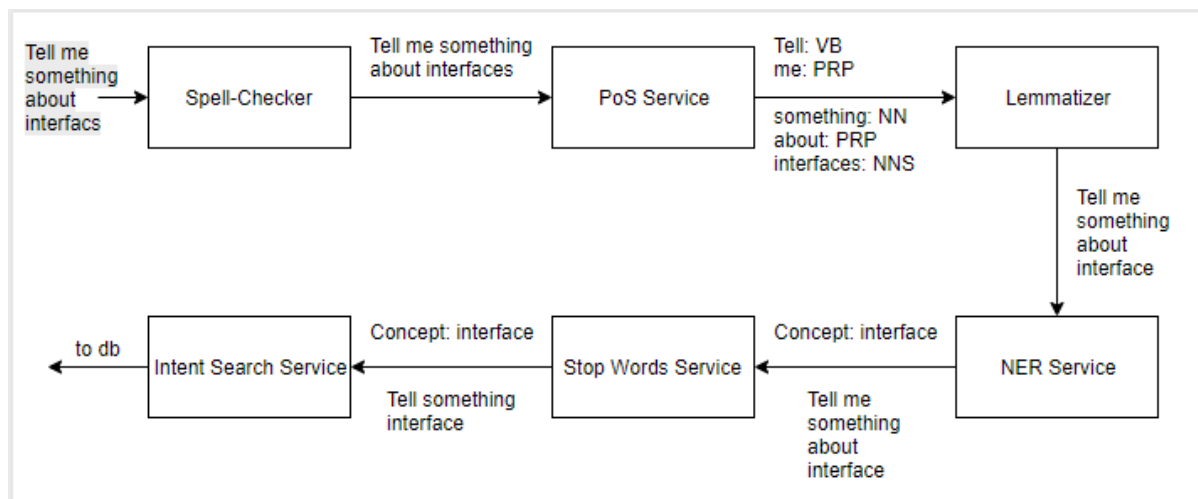 Tell me
something
about
interfacs
Spell-Checker
Tell me something
about interfaces
PoS Service
Tell: VB
me: PRP
something: NN
about: PRP
interfaces: NNS
Lemmatizer
Tell me
something
about
interface
NER Service
Concept: interface
Tell me
something
about
interface
Stop Words Service
Concept: interface
Tell something
interface
Intent Search Service
to db